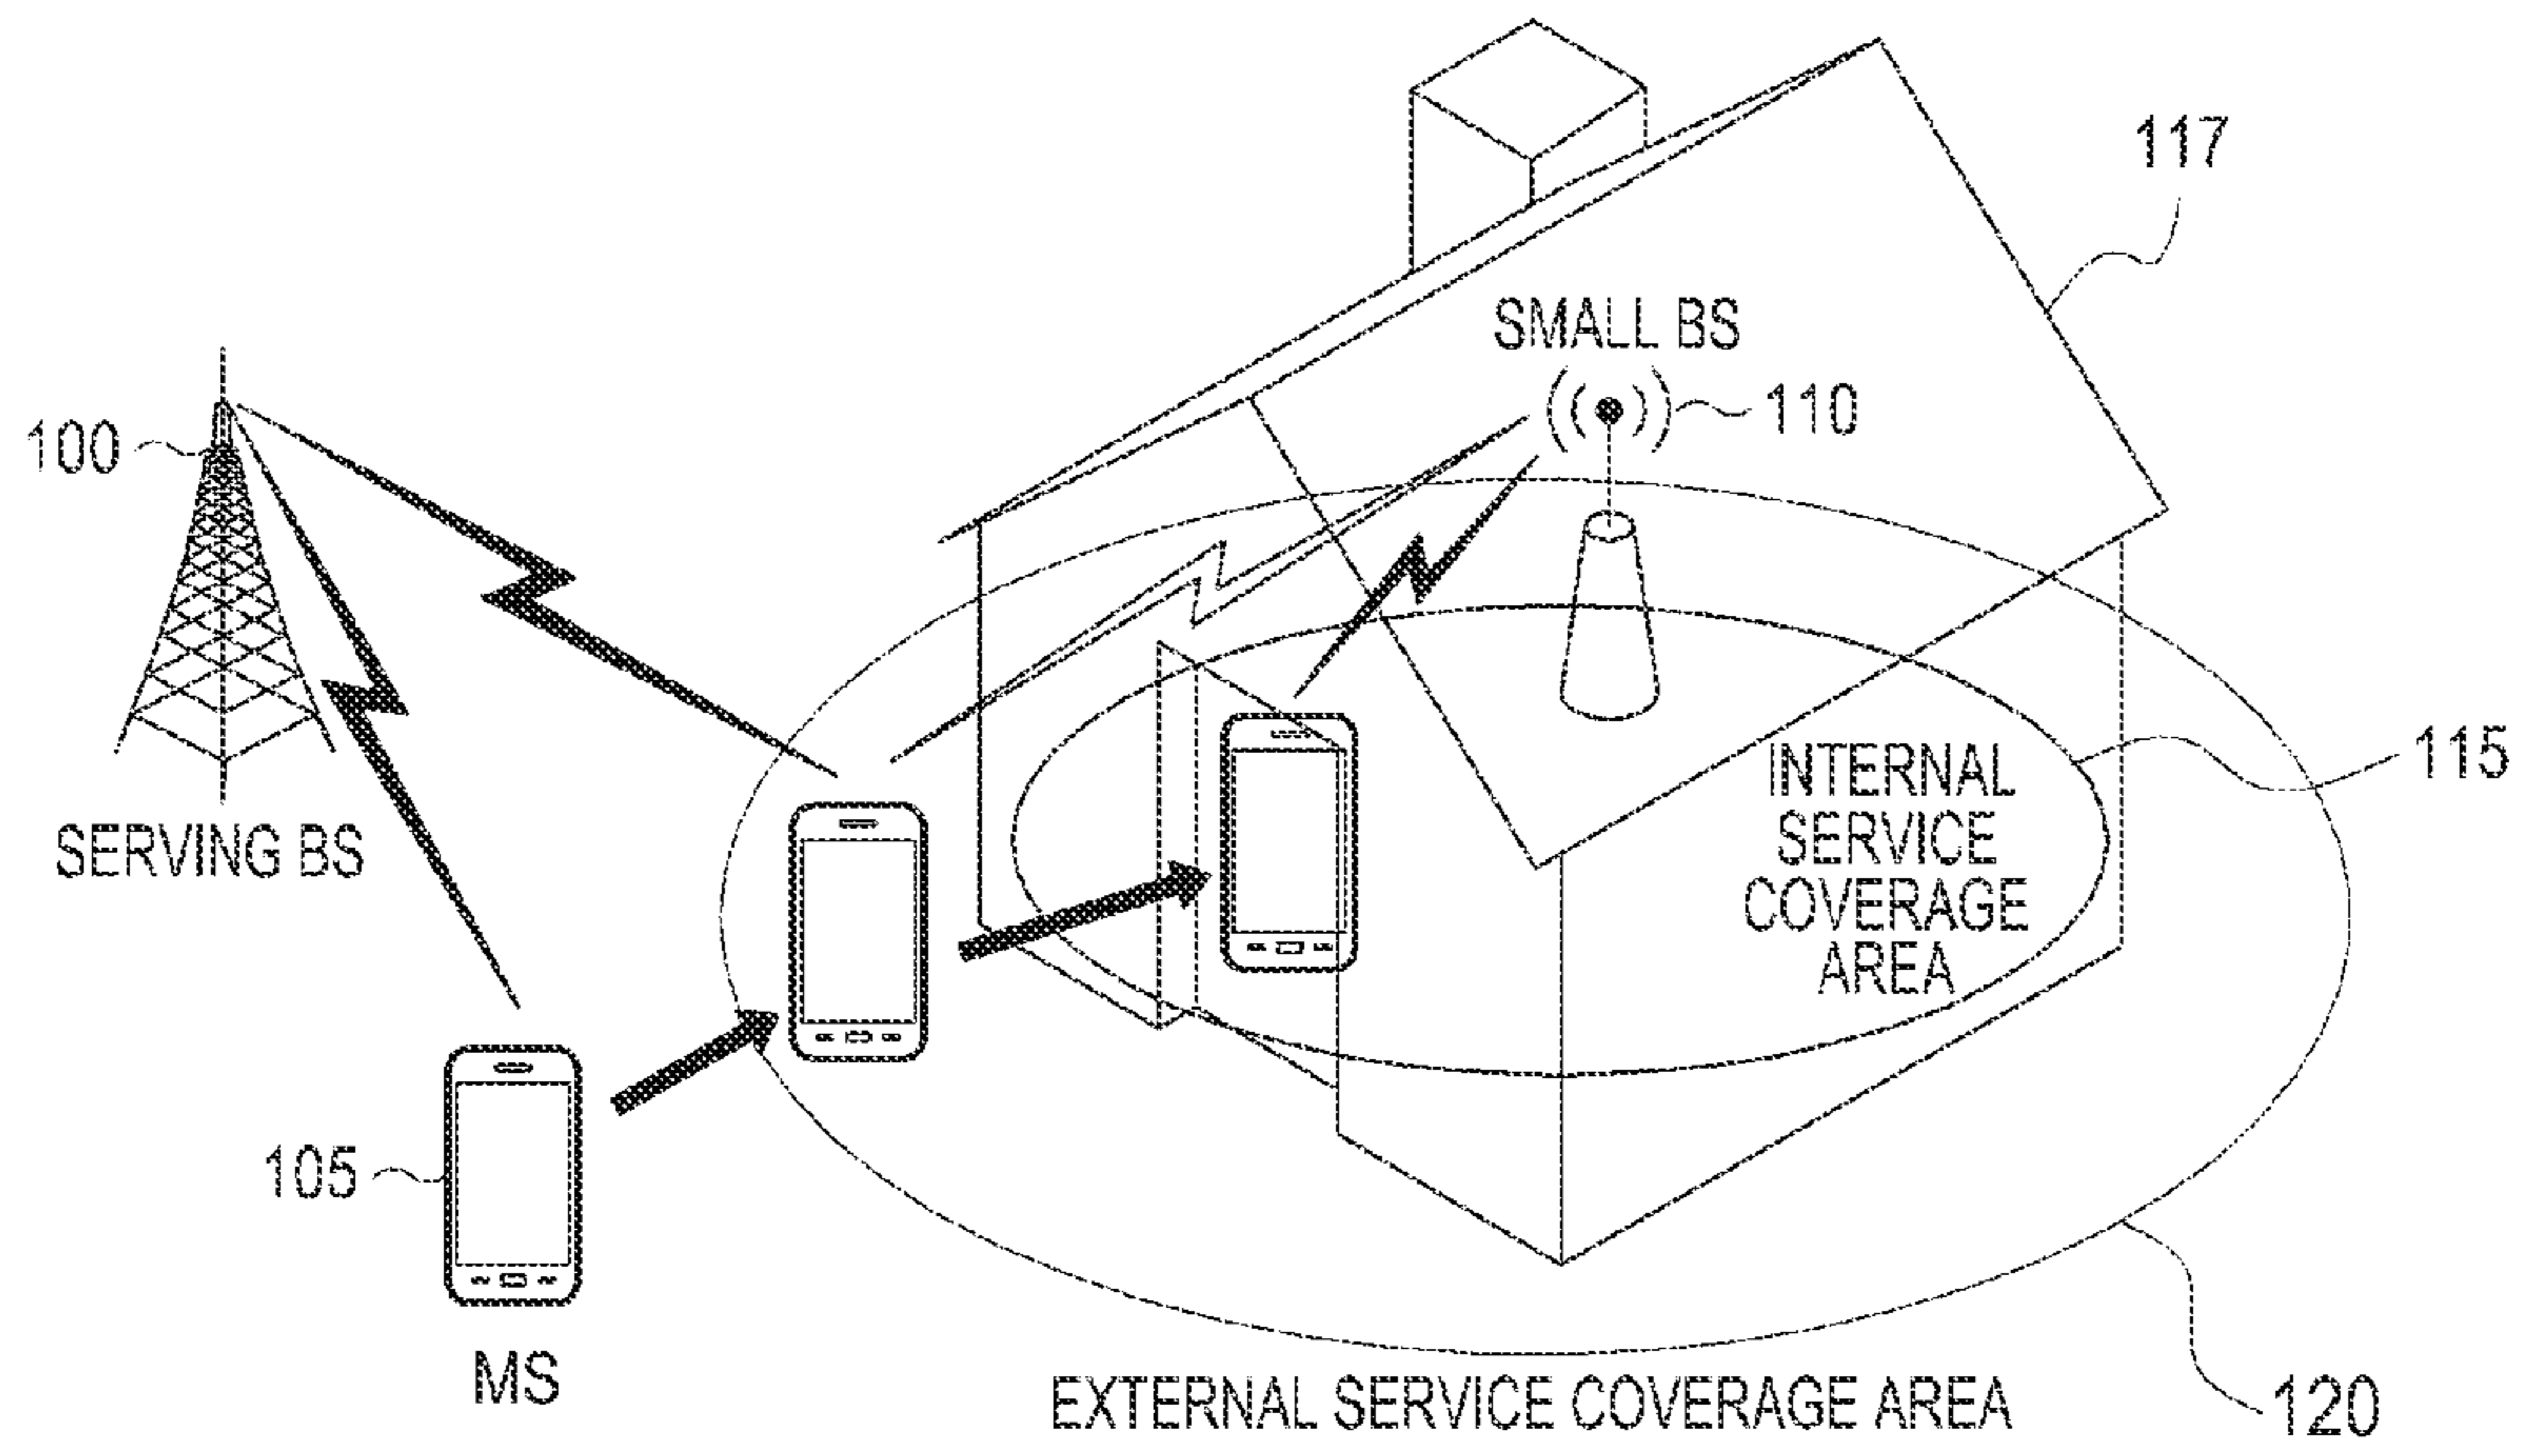 117
SMALL BS
110
100
115
INTERNAL
SERVICE
COVERAGE
AREA
SERVING BS
105
MS
EXTERNAL SERVICE COVERAGE AREA
120